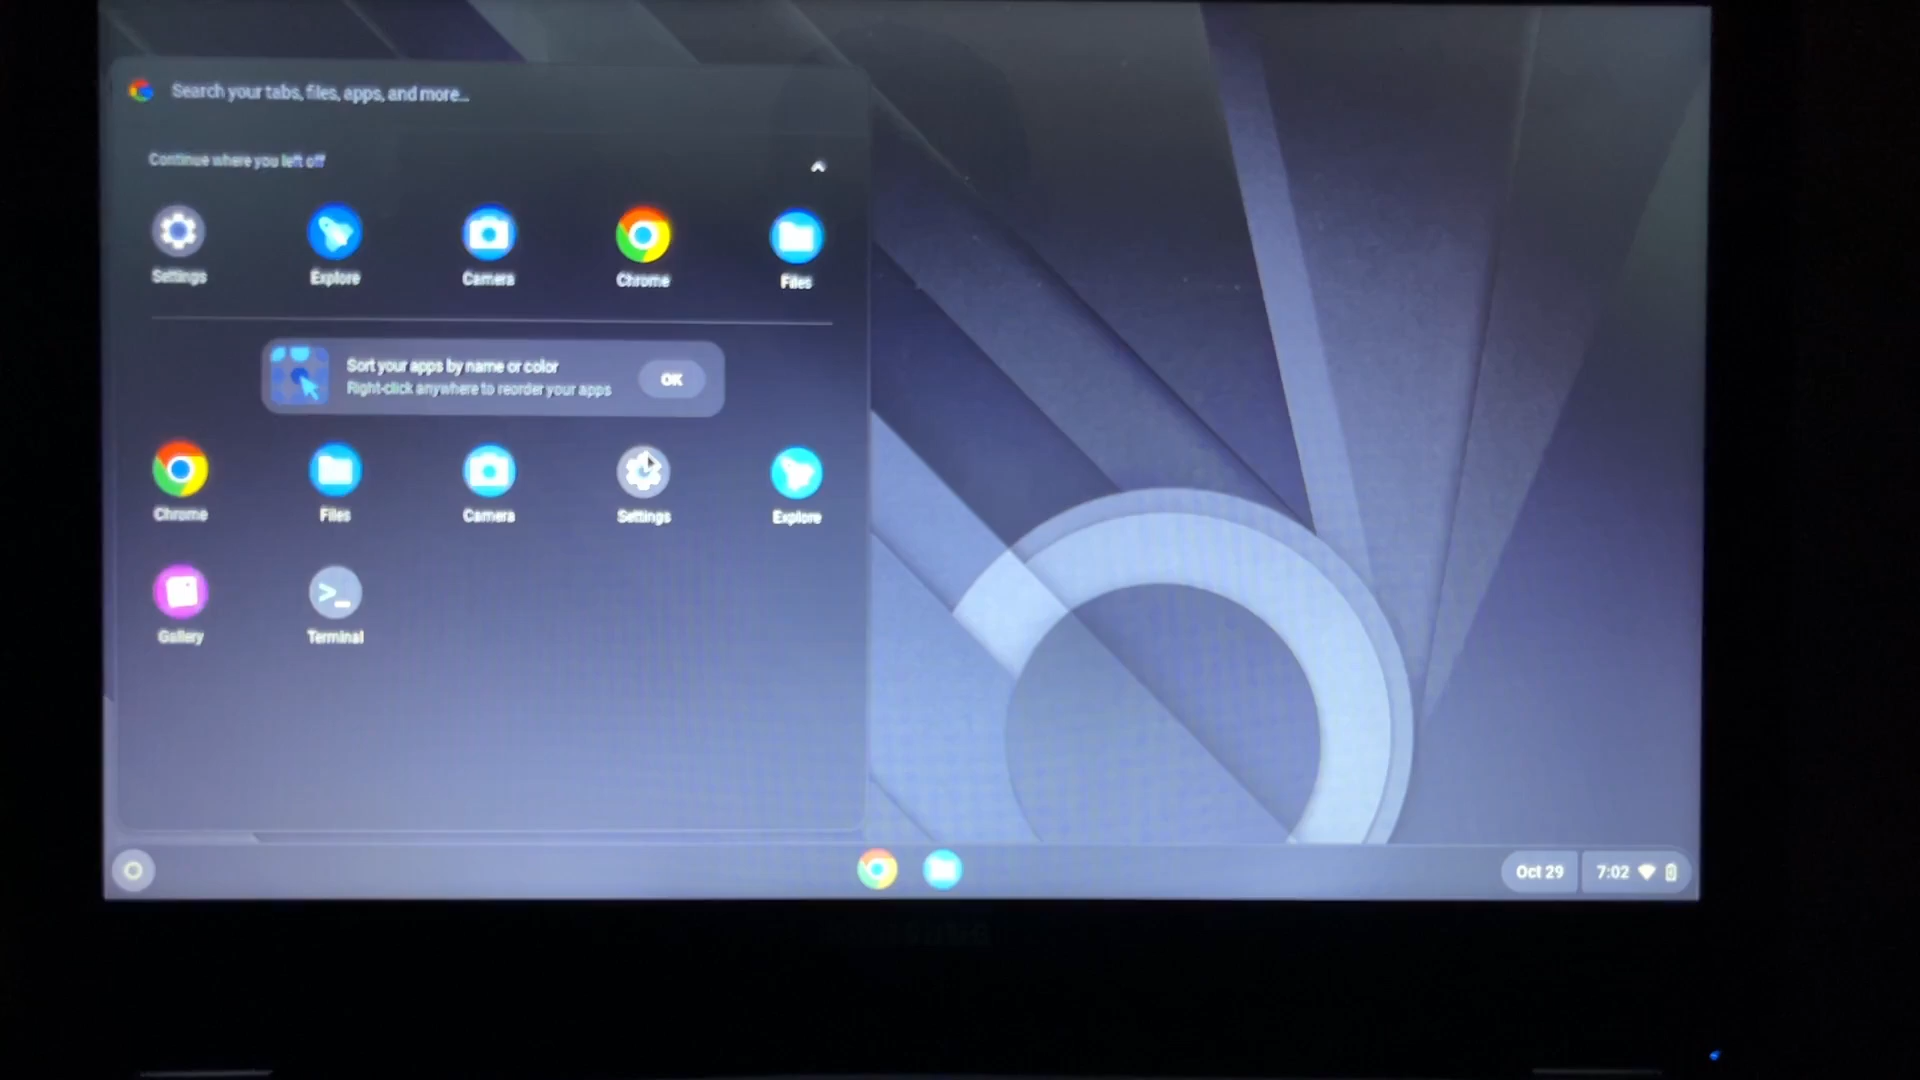 Search your tabs, files, apps, and more...
Continue where you left off
Settings Explore Camera Chrome Files
Sort your apps by name or color
Right-click anywhere to reorder your apps
OK
Chrome Files Camera Settings Explore
Gallery Terminal
Oct 29 7:02
SAMSUNG